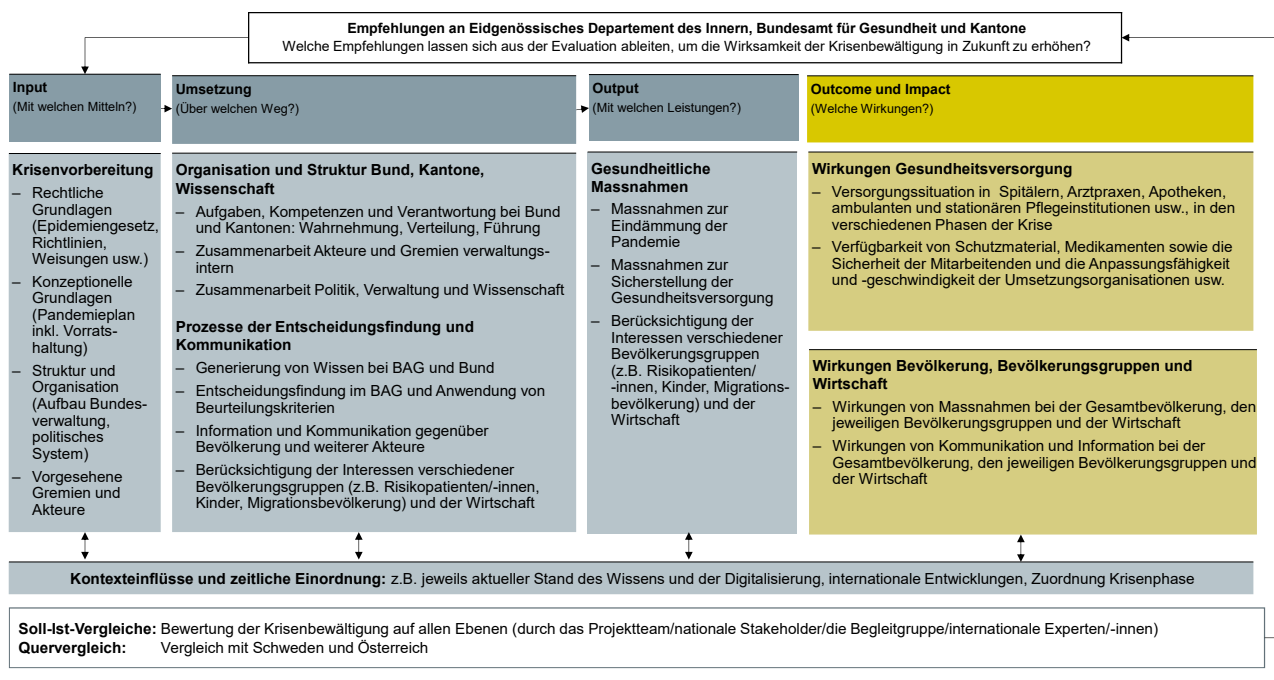 Empfehlungen an Eidgenössisches Departement des Innern, Bundesamt für Gesundheit und Kantone
Welche Empfehlungen lassen sich aus der Evaluation ableiten, um die Wirksamkeit der Krisenbewältigung in Zukunft zu erhöhen?
Input
(Mit welchen Mitteln?)
Umsetzung
(Über welchen Weg?)
Output
(Mit welchen Leistungen?)
Outcome und Impact
(Welche Wirkungen?)
Krisenvorbereitung
– Rechtliche
Grundlagen
(Epidemiengesetz,
Richtlinien,
Weisungen usw.)
– Konzeptionelle
Grundlagen
(Pandemieplan
inkl. Vorrats-
haltung)
– Struktur und
Organisation
(Aufbau Bundes-
verwaltung,
politisches
System)
– Vorgesehene
Gremien und
Akteure
Organisation und Struktur Bund, Kantone,
Wissenschaft
– Aufgaben, Kompetenzen und Verantwortung bei Bund
und Kantonen: Wahrnehmung, Verteilung, Führung
– Zusammenarbeit Akteure und Gremien verwaltungs-
intern
– Zusammenarbeit Politik, Verwaltung und Wissenschaft
Prozesse der Entscheidungsfindung und
Kommunikation
– Generierung von Wissen bei BAG und Bund
– Entscheidungsfindung im BAG und Anwendung von
Beurteilungskriterien
– Information und Kommunikation gegenüber
Bevölkerung und weiterer Akteure
– Berücksichtigung der Interessen verschiedener
Bevölkerungsgruppen (z.B. Risikopatienten/-innen,
Kinder, Migrationsbevölkerung) und der Wirtschaft
Gesundheitliche
Massnahmen
– Massnahmen zur
Eindämmung der
Pandemie
– Massnahmen zur
Sicherstellung der
Gesundheitsversorgung
– Berücksichtigung der
Interessen verschiedener
Bevölkerungsgruppen
(z.B. Risikopatienten/
-innen, Kinder, Migrations-
bevölkerung) und der
Wirtschaft
Wirkungen Gesundheitsversorgung
– Versorgungssituation in Spitälern, Arztpraxen, Apotheken,
ambulanten und stationären Pflegeinstitutionen usw., in den
verschiedenen Phasen der Krise
– Verfügbarkeit von Schutzmaterial, Medikamenten sowie die
Sicherheit der Mitarbeitenden und die Anpassungsfähigkeit
und -geschwindigkeit der Umsetzungsorganisationen usw.
Wirkungen Bevölkerung, Bevölkerungsgruppen und
Wirtschaft
– Wirkungen von Massnahmen bei der Gesamtbevölkerung, den
jeweiligen Bevölkerungsgruppen und der Wirtschaft
– Wirkungen von Kommunikation und Information bei der
Gesamtbevölkerung, den jeweiligen Bevölkerungsgruppen und
der Wirtschaft
Kontexteinflüsse und zeitliche Einordnung: z.B. jeweils aktueller Stand des Wissens und der Digitalisierung, internationale Entwicklungen, Zuordnung Krisenphase
Soll-Ist-Vergleiche: Bewertung der Krisenbewältigung auf allen Ebenen (durch das Projektteam/nationale Stakeholder/die Begleitgruppe/internationale Experten/-innen)
Quervergleich: Vergleich mit Schweden und Österreich